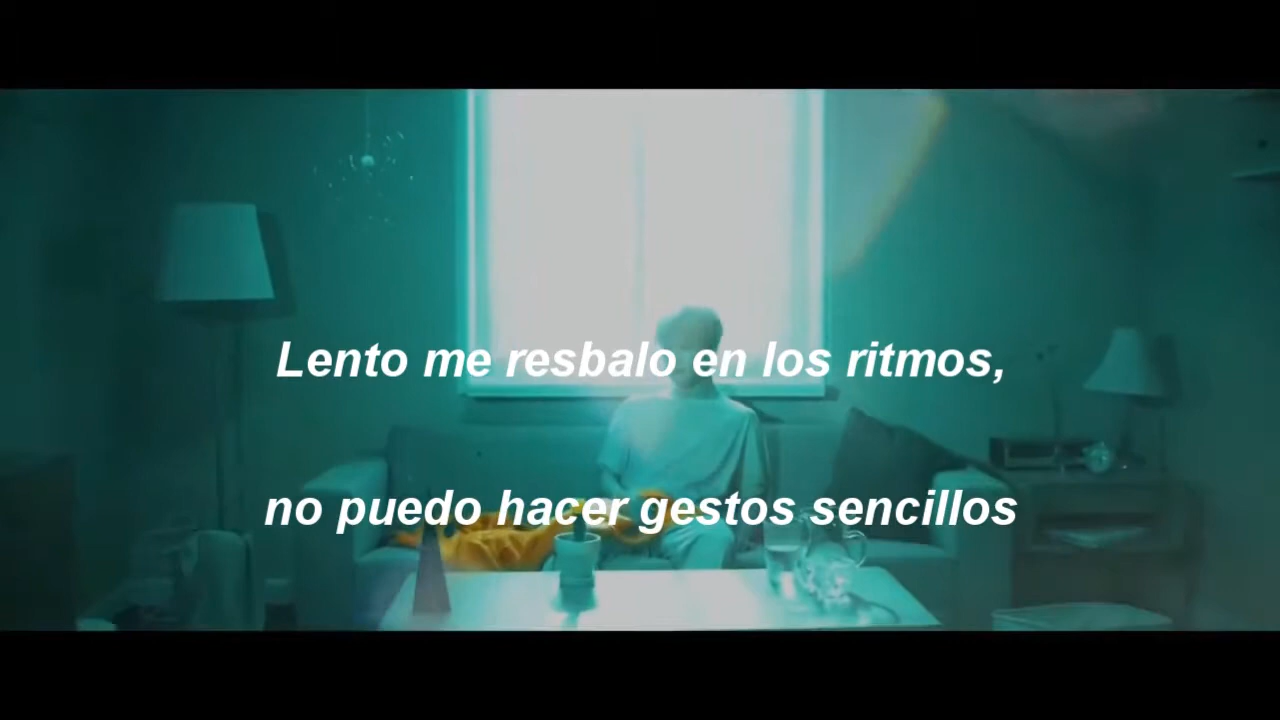 Lento me resbalo en los ritmos,
no puedo hacer gestos sencillos